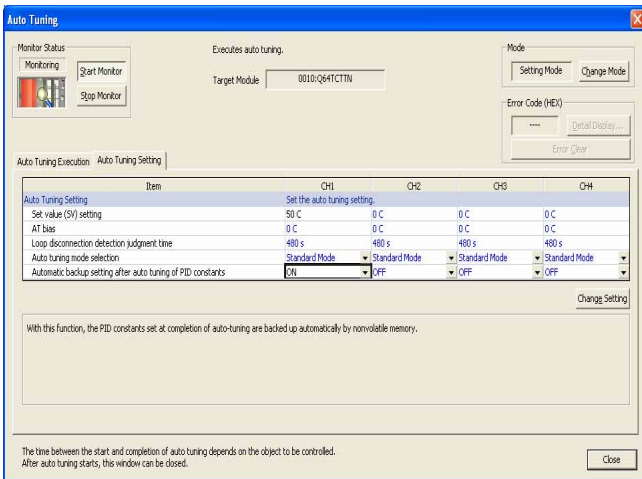 Auto Tuning
Monitor Status
Monitoring
Start Monitor
Stop Monitor
Executes auto tuning.
Target Module 0010:Q64TCTTN
Mode
Setting Mode Change Mode
Error Code (HEX)
---- Detail Display...
Error Clear
Auto Tuning Execution Auto Tuning Setting
Item CH1 CH2 CH3 CH4
Auto Tuning Setting Set the auto tuning setting.
Set value (SV) setting 50 C 0 C 0 C 0 C
AT bias 0 C 0 C 0 C 0 C
Loop disconnection detection judgment time 480 s 480 s 480 s 480 s
Auto tuning mode selection Standard Mode Standard Mode Standard Mode Standard Mode
Automatic backup setting after auto tuning of PID constants ON OFF OFF OFF
Change Setting
With this function, the PID constants set at completion of auto-tuning are backed up automatically by nonvolatile memory.
The time between the start and completion of auto tuning depends on the object to be controlled.
After auto tuning starts, this window can be closed.
Close